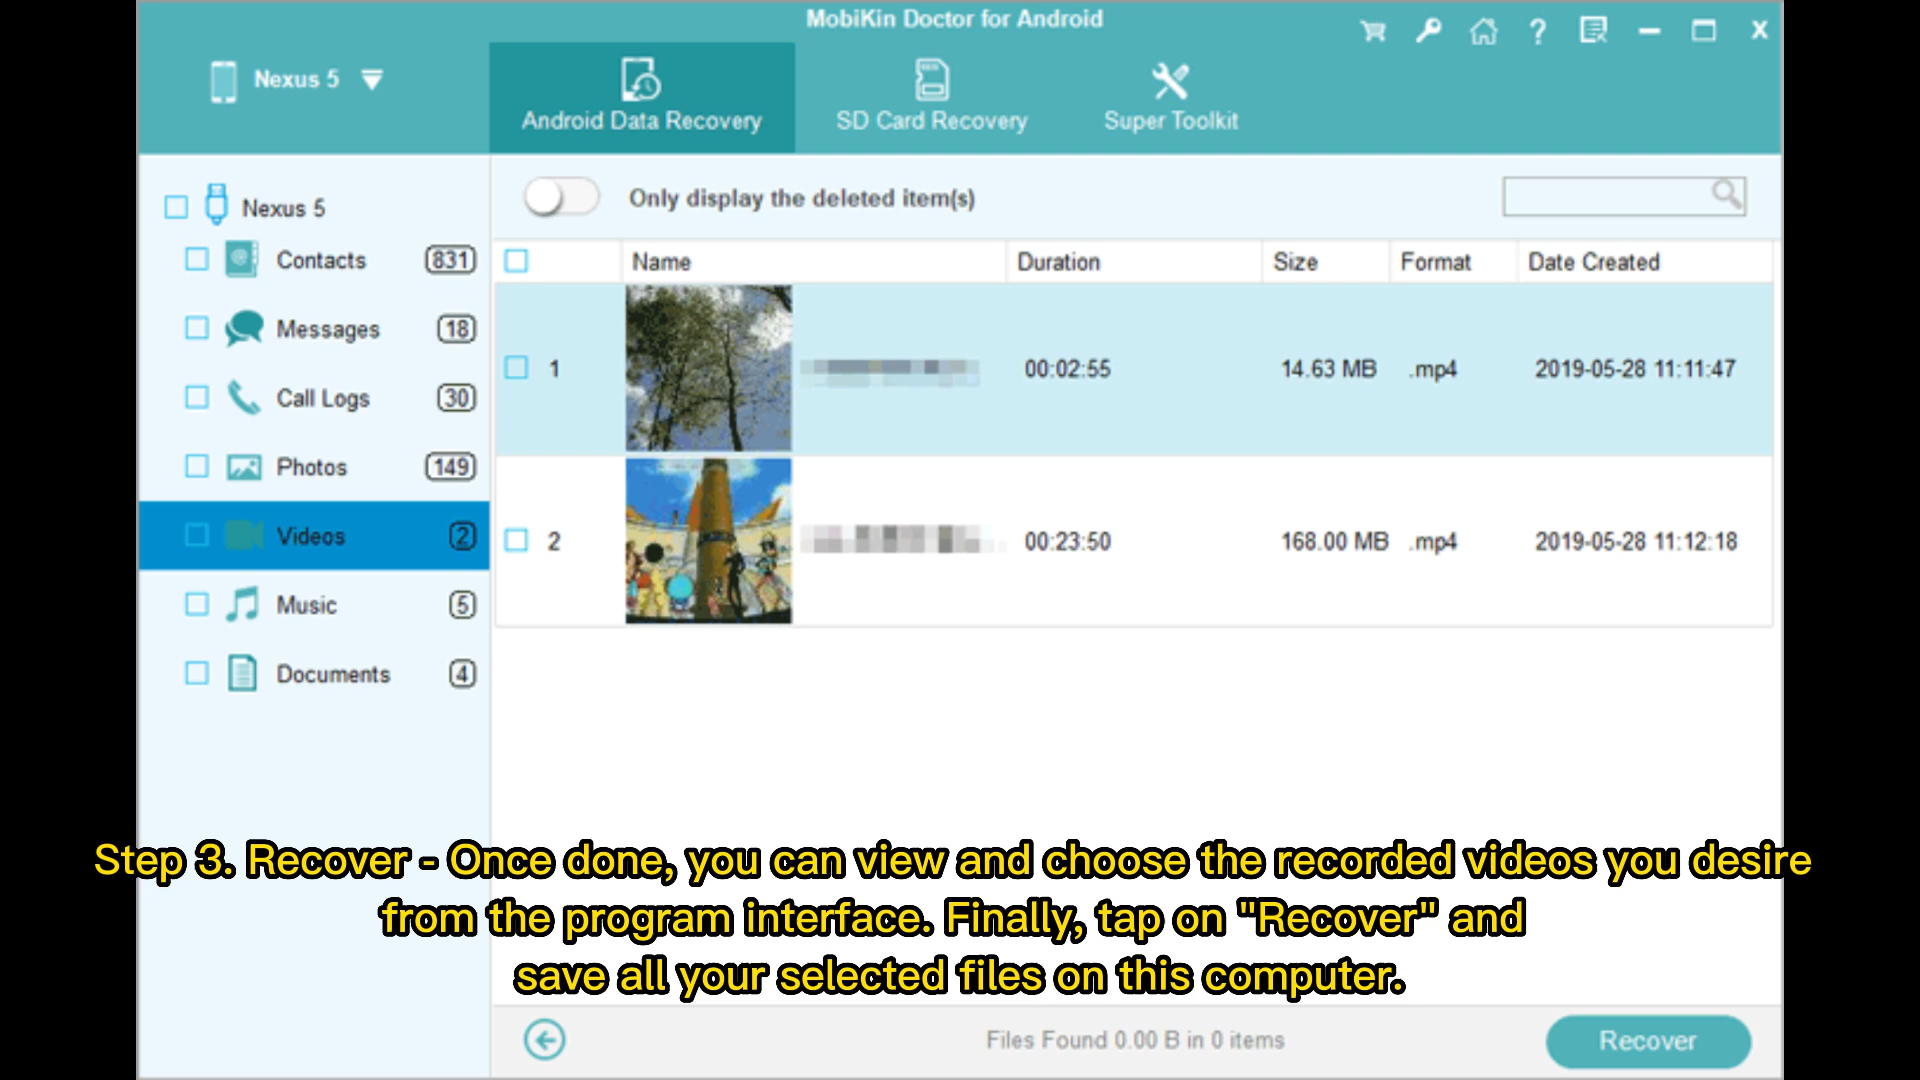 MobiKin Doctor for Android
Nexus 5
Android Data Recovery
SD Card Recovery
Super Toolkit
Nexus 5
Contacts 831
Messages 18
Call Logs 30
Photos 149
Videos 2
Music 5
Documents 4
Only display the deleted item(s)
Name Duration Size Format Date Created
1 00:02:55 14.63 MB .mp4 2019-05-28 11:11:47
2 00:23:50 168.00 MB .mp4 2019-05-28 11:12:18
Step 3. Recover - Once done, you can view and choose the recorded videos you desire
from the program interface. Finally, tap on "Recover" and
save all your selected files on this computer.
Files Found 0.00 B in 0 items
Recover